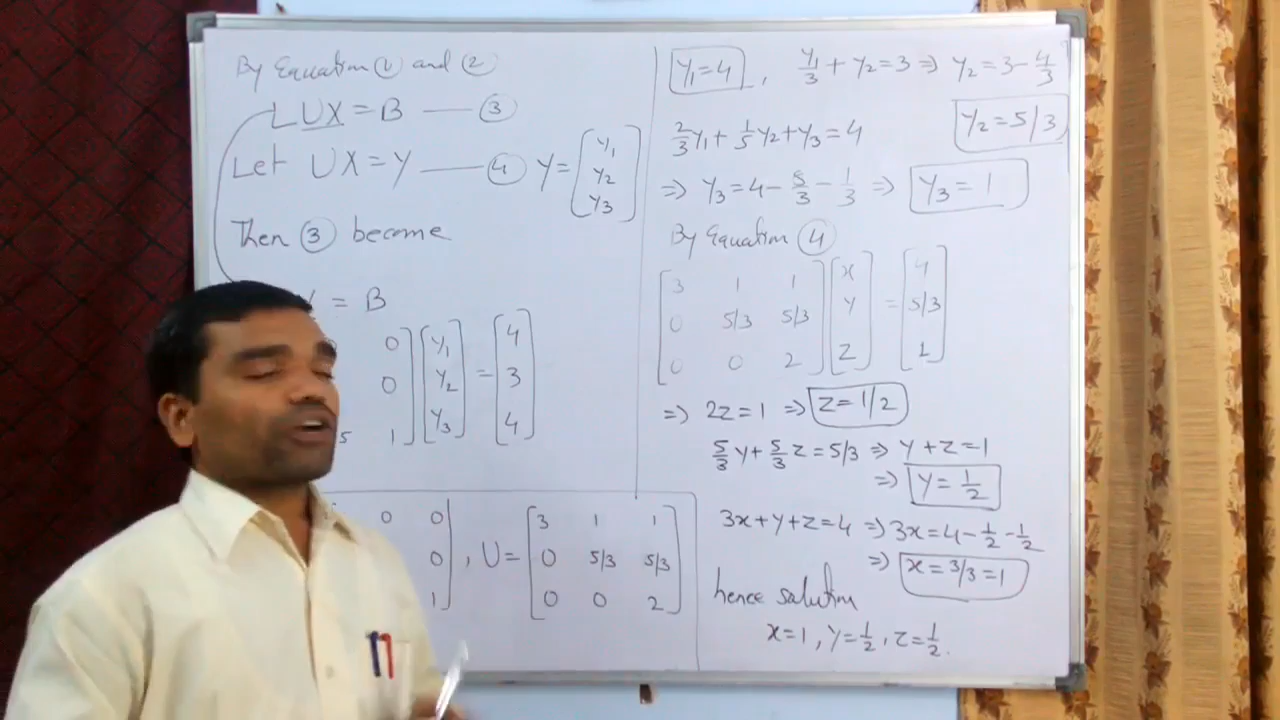 By Equation ① and ②
LUX = B —— ③
Let UX = Y —— ④ Y = [y1
y2
y3]
Then ③ become
= B
0] [y1] = [4]
0] [y2] = [3]
5 1] [y3] = [4]
0 0
0
1
, U = [3 1 1
0 5/3 5/3
0 0 2]
y1 = 4 , y1/3 + y2 = 3 ⇒ y2 = 3 - 4/3
y2 = 5/3
2/3 y1 + 1/5 y2 + y3 = 4
⇒ y3 = 4 - 8/3 - 1/3 ⇒ y3 = 1
By Equation ④
[3 1 1] [x] = [4]
[0 5/3 5/3] [y] = [5/3]
[0 0 2] [z] = [1]
⇒ 2z = 1 ⇒ z = 1/2
5/3 y + 5/3 z = 5/3 ⇒ y + z = 1
⇒ y = 1/2
3x + y + z = 4 ⇒ 3x = 4 - 1/2 - 1/2
⇒ x = 3/3 = 1
hence solution
x = 1, y = 1/2, z = 1/2.